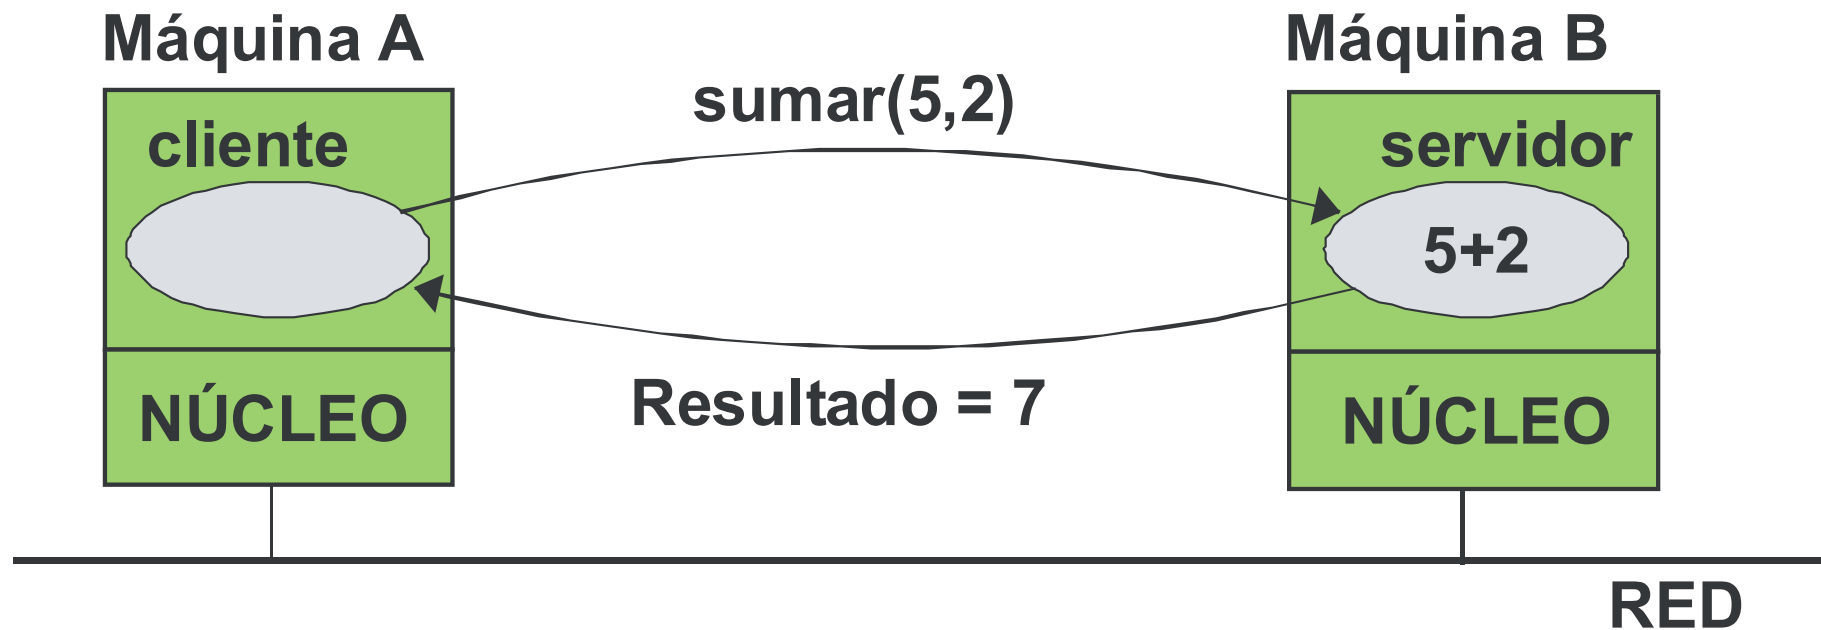 Máquina A
Máquina B
sumar(5,2)
cliente
servidor
5+2
Resultado = 7
NÚCLEO
NÚCLEO
RED